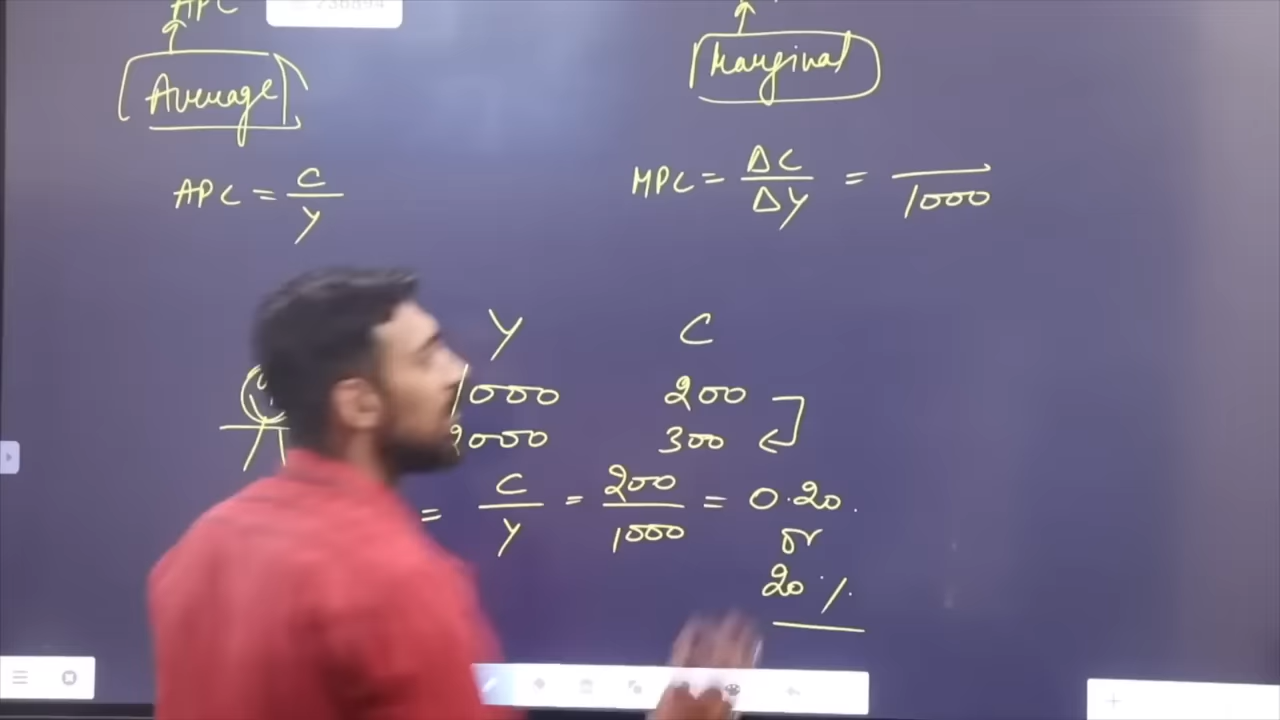 APC
Average
Marginal
APC = C/Y
MPC = ΔC/ΔY = /1000
Y C
1000 200
2000 300
= C/Y = 200/1000 = 0.20.
or
20%